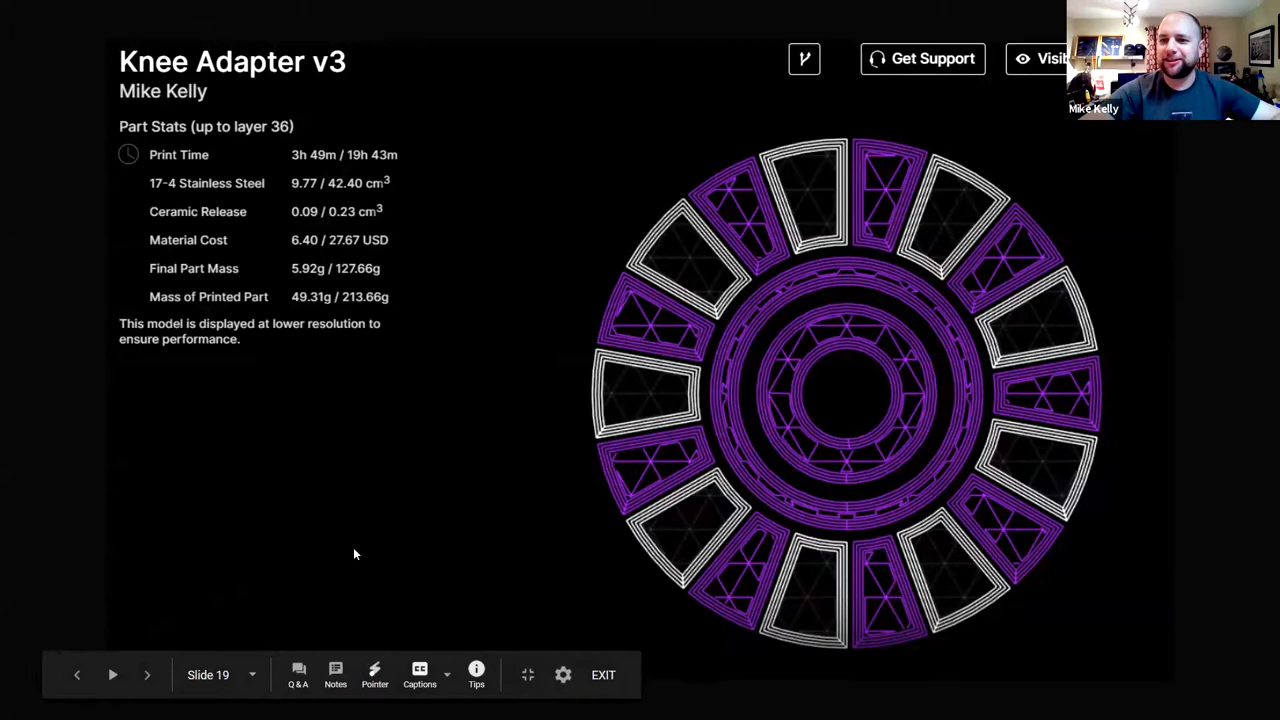 Knee Adapter v3
Mike Kelly
Get Support
Visib
Mike Kelly
Part Stats (up to layer 36)
Print Time 3h 49m / 19h 43m
17-4 Stainless Steel 9.77 / 42.40 cm³
Ceramic Release 0.09 / 0.23 cm³
Material Cost 6.40 / 27.67 USD
Final Part Mass 5.92g / 127.66g
Mass of Printed Part 49.31g / 213.66g
This model is displayed at lower resolution to
ensure performance.
Slide 19
Q & A
Notes
Pointer
CC
Captions
Tips
EXIT